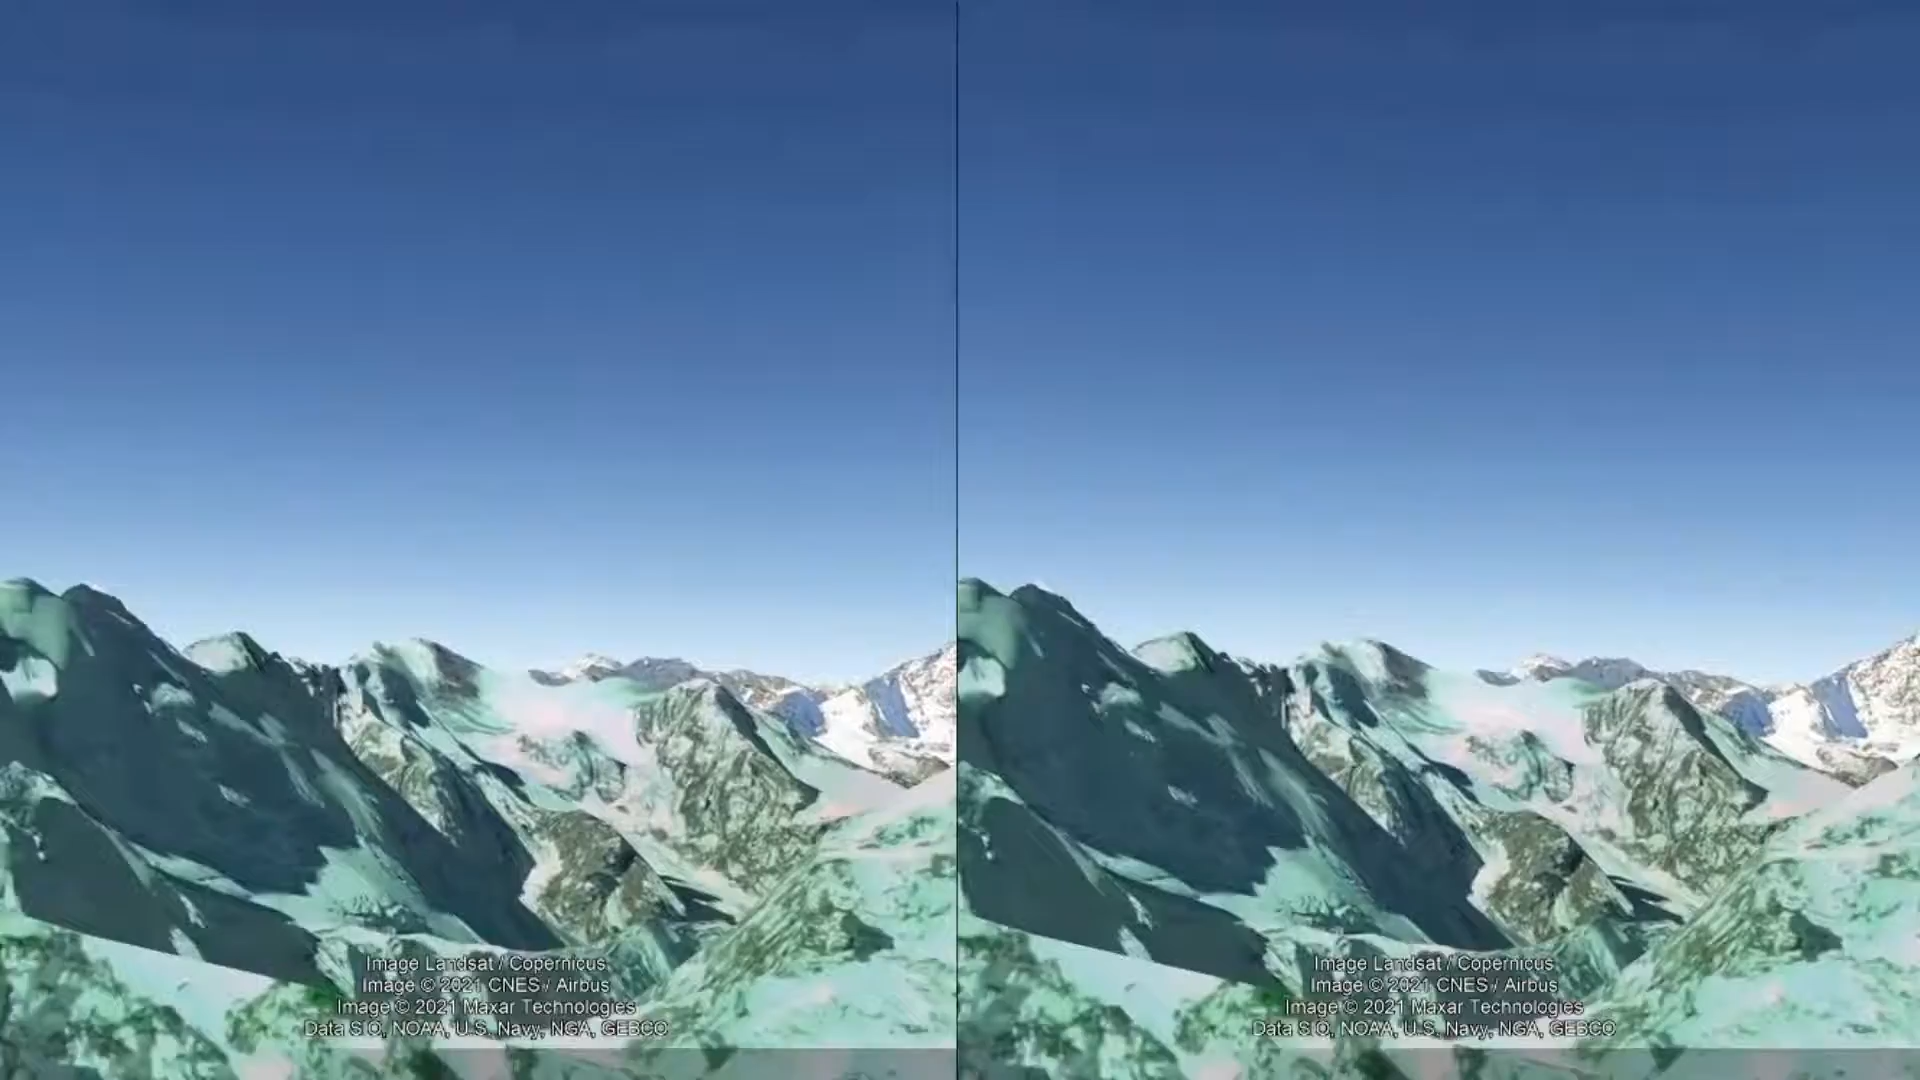 Image Landsat / Copernicus
Image © 2021 CNES / Airbus
Image © 2021 Maxar Technologies
Data SIO, NOAA, U.S. Navy, NGA, GEBCO
Image Landsat / Copernicus
Image © 2021 CNES / Airbus
Image © 2021 Maxar Technologies
Data SIO, NOAA, U.S. Navy, NGA, GEBCO